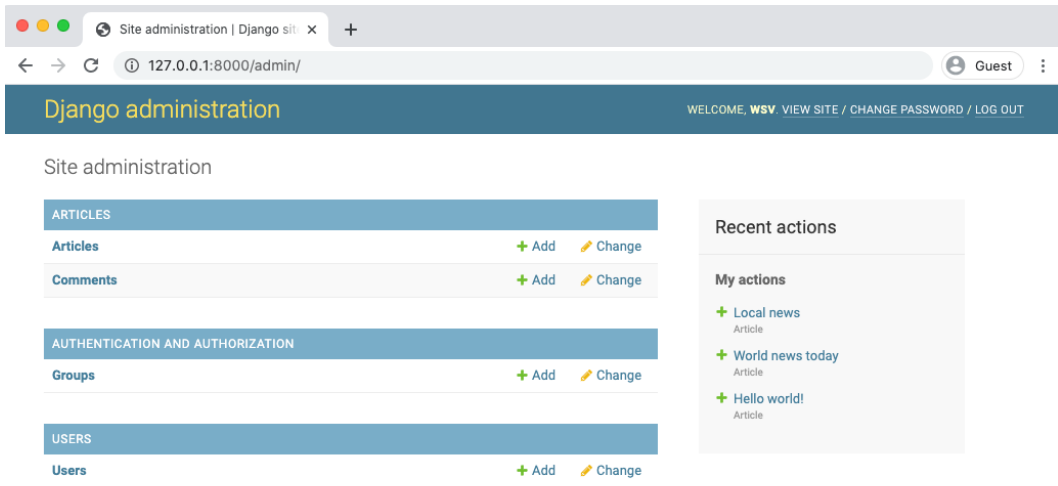 Site administration | Django sit
127.0.0.1:8000/admin/
Guest
Django administration
WELCOME, WSV. VIEW SITE / CHANGE PASSWORD / LOG OUT
Site administration
ARTICLES
Articles + Add Change
Comments + Add Change
AUTHENTICATION AND AUTHORIZATION
Groups + Add Change
USERS
Users + Add Change
Recent actions
My actions
+ Local news
Article
+ World news today
Article
+ Hello world!
Article